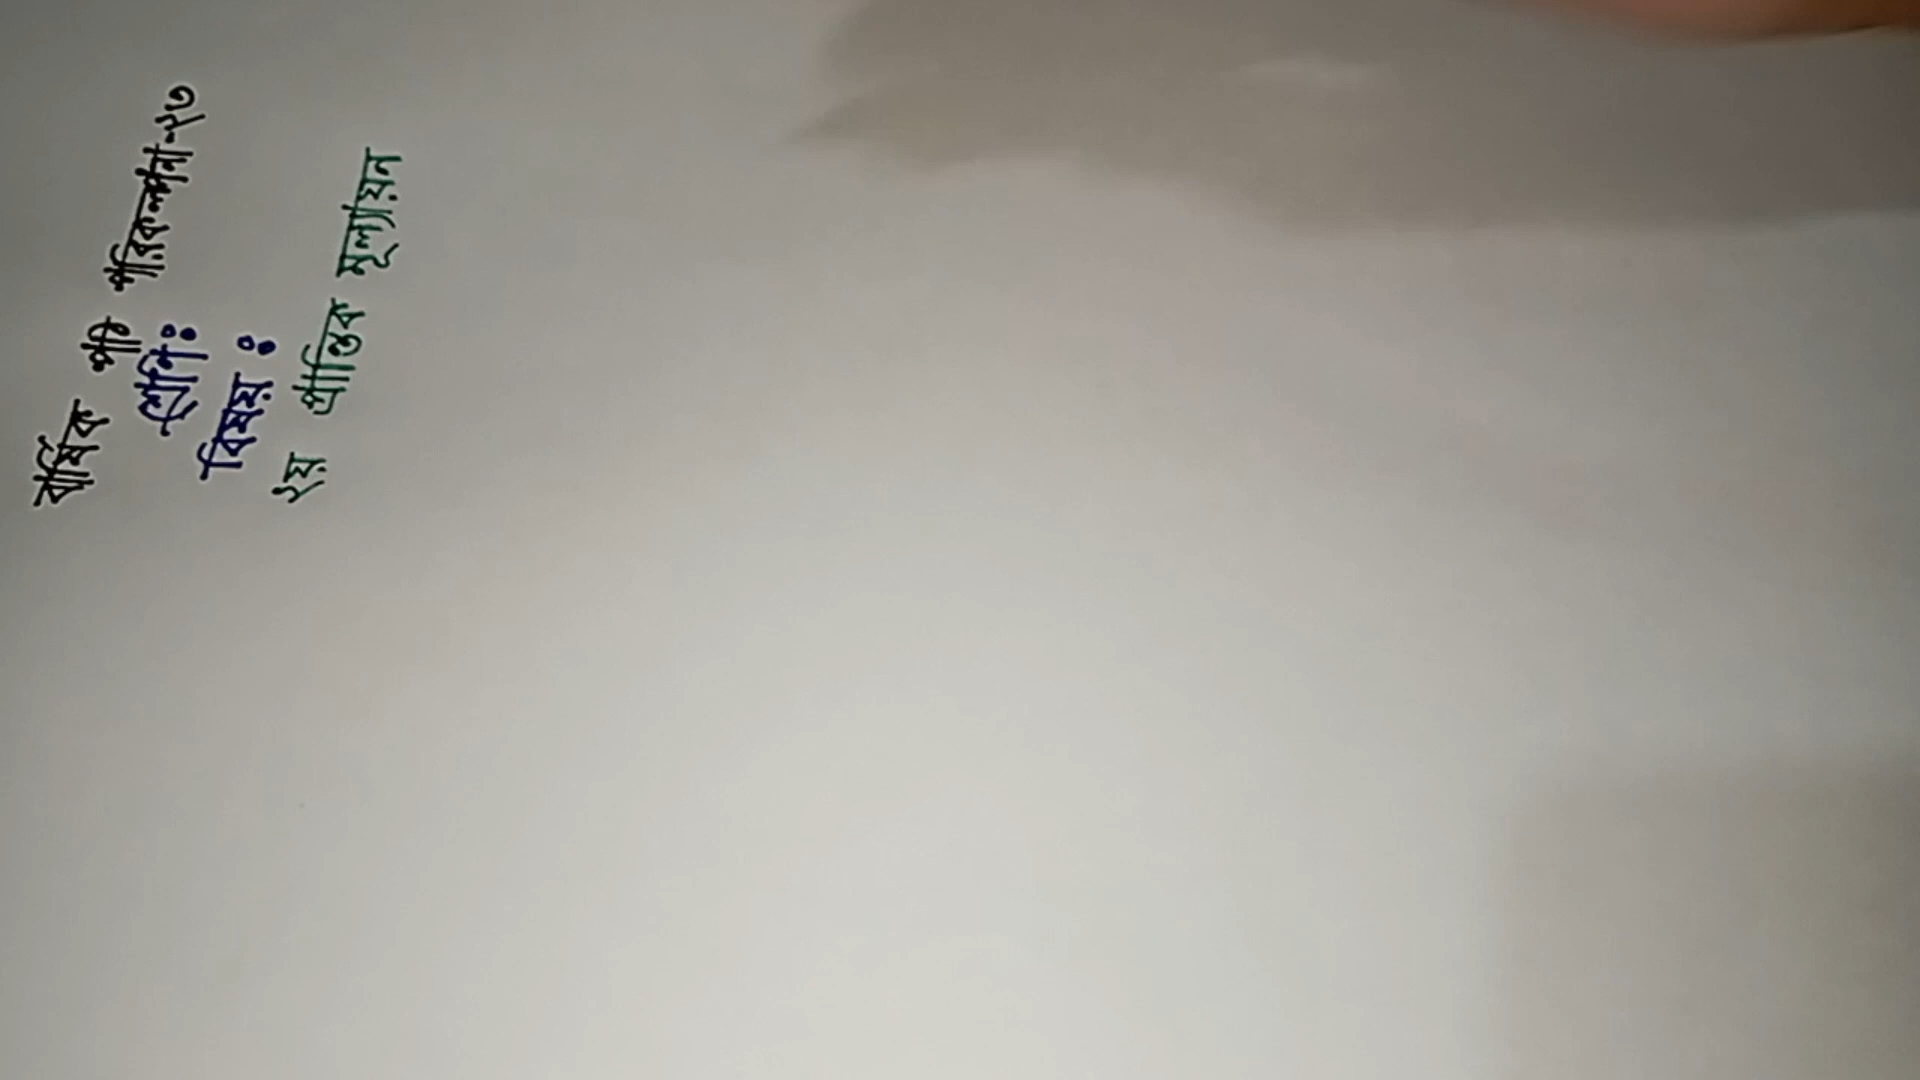 বার্ষিক পাঠ পরিকল্পনা-২৩
শ্রেণি:
বিষয়:
২য় প্রান্তিক মূল্যায়ন